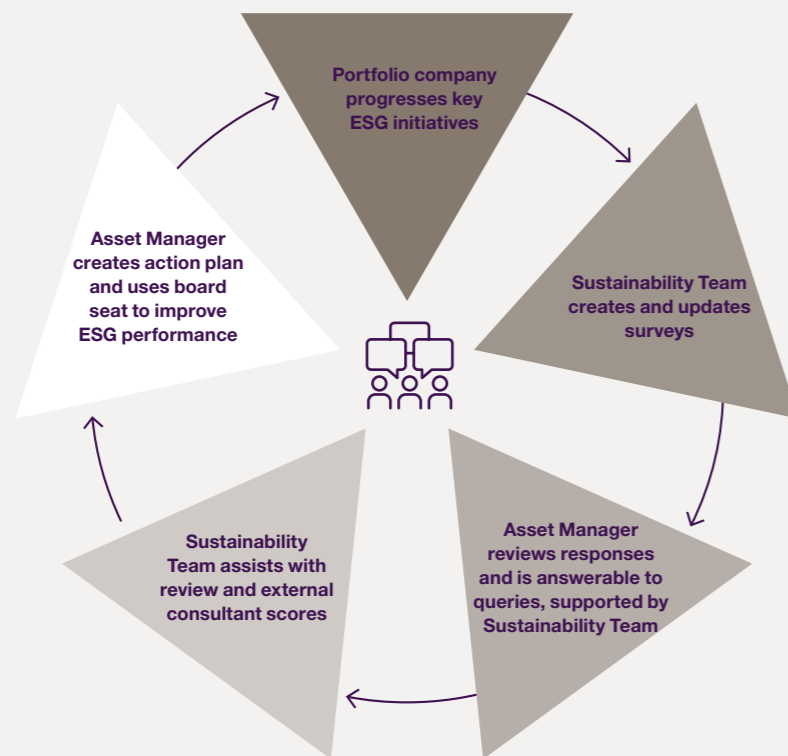 Portfolio company
progresses key
ESG initiatives
Sustainability Team
creates and updates
surveys
Asset Manager
reviews responses
and is answerable to
queries, supported by
Sustainability Team
Sustainability
Team assists with
review and external
consultant scores
Asset Manager
creates action plan
and uses board
seat to improve
ESG performance